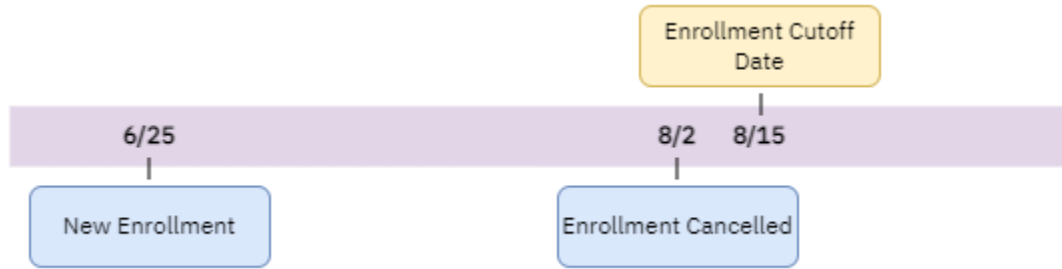 Enrollment Cutoff
Date
6/25 8/2 8/15
New Enrollment
Enrollment Cancelled